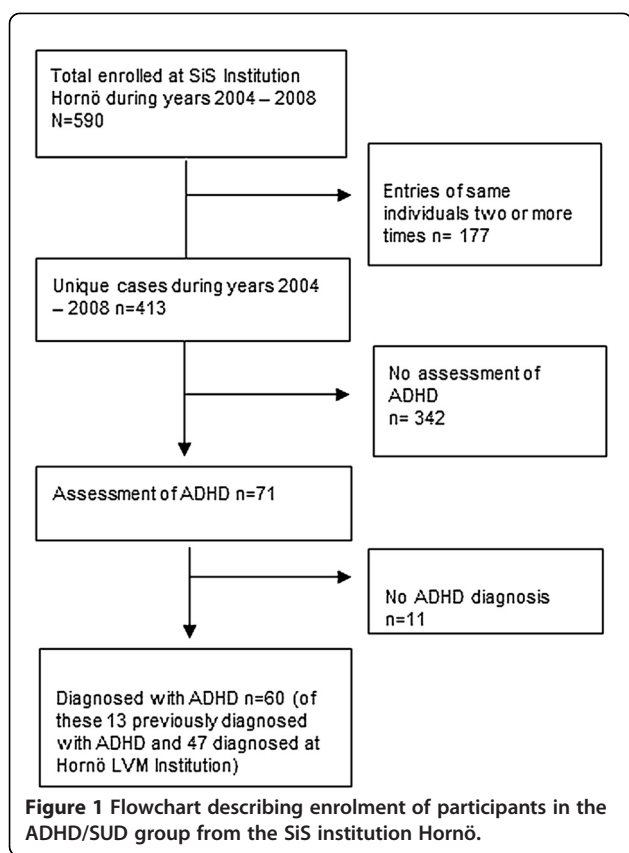 Total enrolled at SiS Institution
Hornö during years 2004 – 2008
N=590
Entries of same
individuals two or more
times n= 177
Unique cases during years 2004
– 2008 n=413
No assessment of
ADHD
n= 342
Assessment of ADHD n=71
No ADHD diagnosis
n=11
Diagnosed with ADHD n=60 (of
these 13 previously diagnosed
with ADHD and 47 diagnosed at
Hornö LVM Institution)
Figure 1 Flowchart describing enrolment of participants in the
ADHD/SUD group from the SiS institution Hornö.